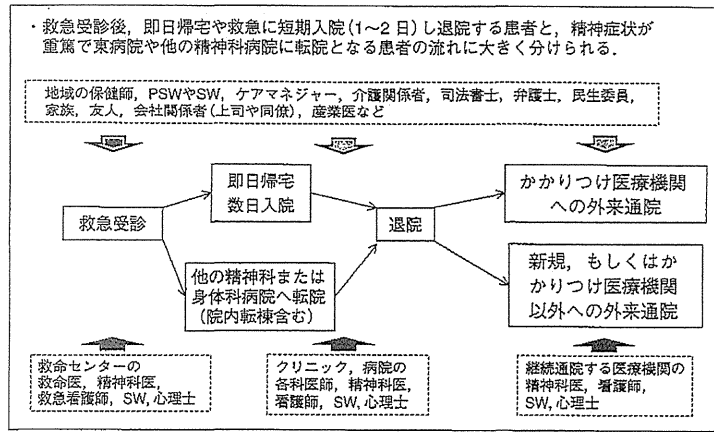 ・救急受診後，即日帰宅や救急に短期入院(1～2日)し退院する患者と，精神症状が
重篤で東病院や他の精神科病院に転院となる患者の流れに大きく分けられる．
地域の保健師，PSWやSW，ケアマネジャー，介護関係者，司法書士，弁護士，民生委員，
家族，友人，会社関係者(上司や同僚)，産業医など
救急受診
即日帰宅
数日入院
他の精神科または
身体科病院へ転院
(院内転棟含む)
退院
かかりつけ医療機関
への外来通院
新規，もしくはか
かりつけ医療機関
以外への外来通院
救命センターの
救命医，精神科医，
救急看護師，SW，心理士
クリニック，病院の
各科医師，精神科医，
看護師，SW，心理士
継続通院する医療機関の
精神科医，看護師，
SW，心理士